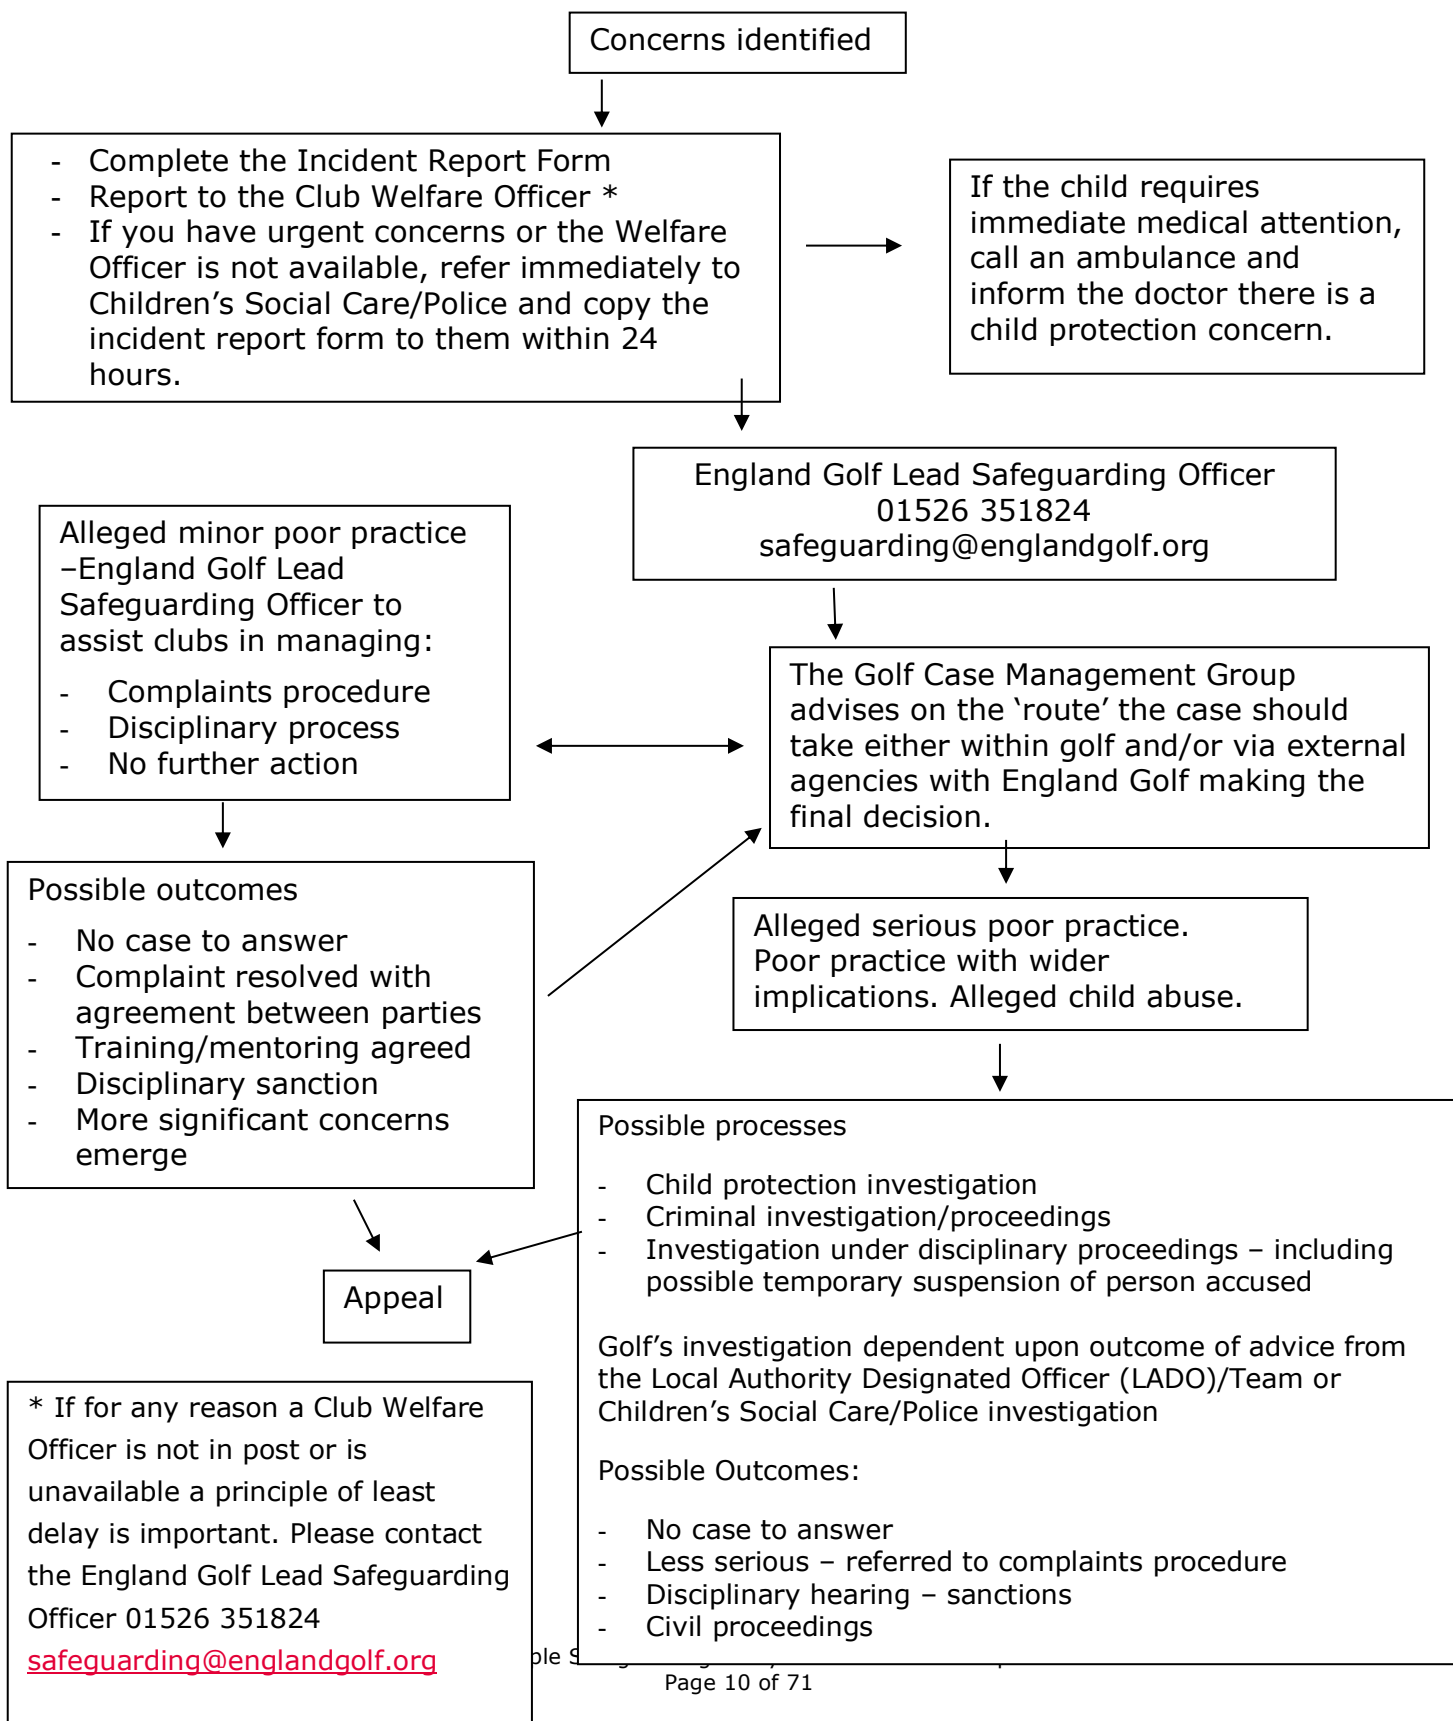 Concerns identified
- Complete the Incident Report Form
- Report to the Club Welfare Officer *
- If you have urgent concerns or the Welfare
Officer is not available, refer immediately to
Children’s Social Care/Police and copy the
incident report form to them within 24
hours.
If the child requires
immediate medical attention,
call an ambulance and
inform the doctor there is a
child protection concern.
England Golf Lead Safeguarding Officer
01526 351824
safeguarding@englandgolf.org
Alleged minor poor practice
–England Golf Lead
Safeguarding Officer to
assist clubs in managing:
- Complaints procedure
- Disciplinary process
- No further action
The Golf Case Management Group
advises on the ‘route’ the case should
take either within golf and/or via external
agencies with England Golf making the
final decision.
Possible outcomes
- No case to answer
- Complaint resolved with
agreement between parties
- Training/mentoring agreed
- Disciplinary sanction
- More significant concerns
emerge
Alleged serious poor practice.
Poor practice with wider
implications. Alleged child abuse.
Possible processes
- Child protection investigation
- Criminal investigation/proceedings
- Investigation under disciplinary proceedings – including
possible temporary suspension of person accused
Golf’s investigation dependent upon outcome of advice from
the Local Authority Designated Officer (LADO)/Team or
Children’s Social Care/Police investigation
Possible Outcomes:
- No case to answer
- Less serious – referred to complaints procedure
- Disciplinary hearing – sanctions
- Civil proceedings
Appeal
* If for any reason a Club Welfare
Officer is not in post or is
unavailable a principle of least
delay is important. Please contact
the England Golf Lead Safeguarding
Officer 01526 351824
safeguarding@englandgolf.org
Page 10 of 71